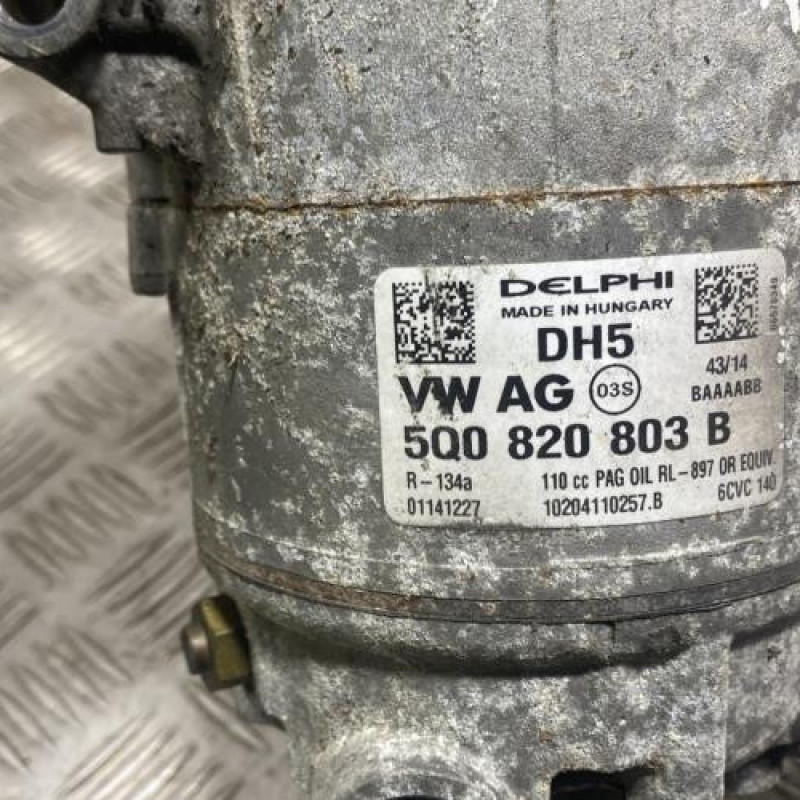 DELPHI
MADE IN HUNGARY
DH5
43/14
VW AG 03S
BAAAABB
5Q0 820 803 B
R-134a 110 cc PAG OIL RL-897 OR EQUIV.
01141227 10204110257.B 6CVC 140